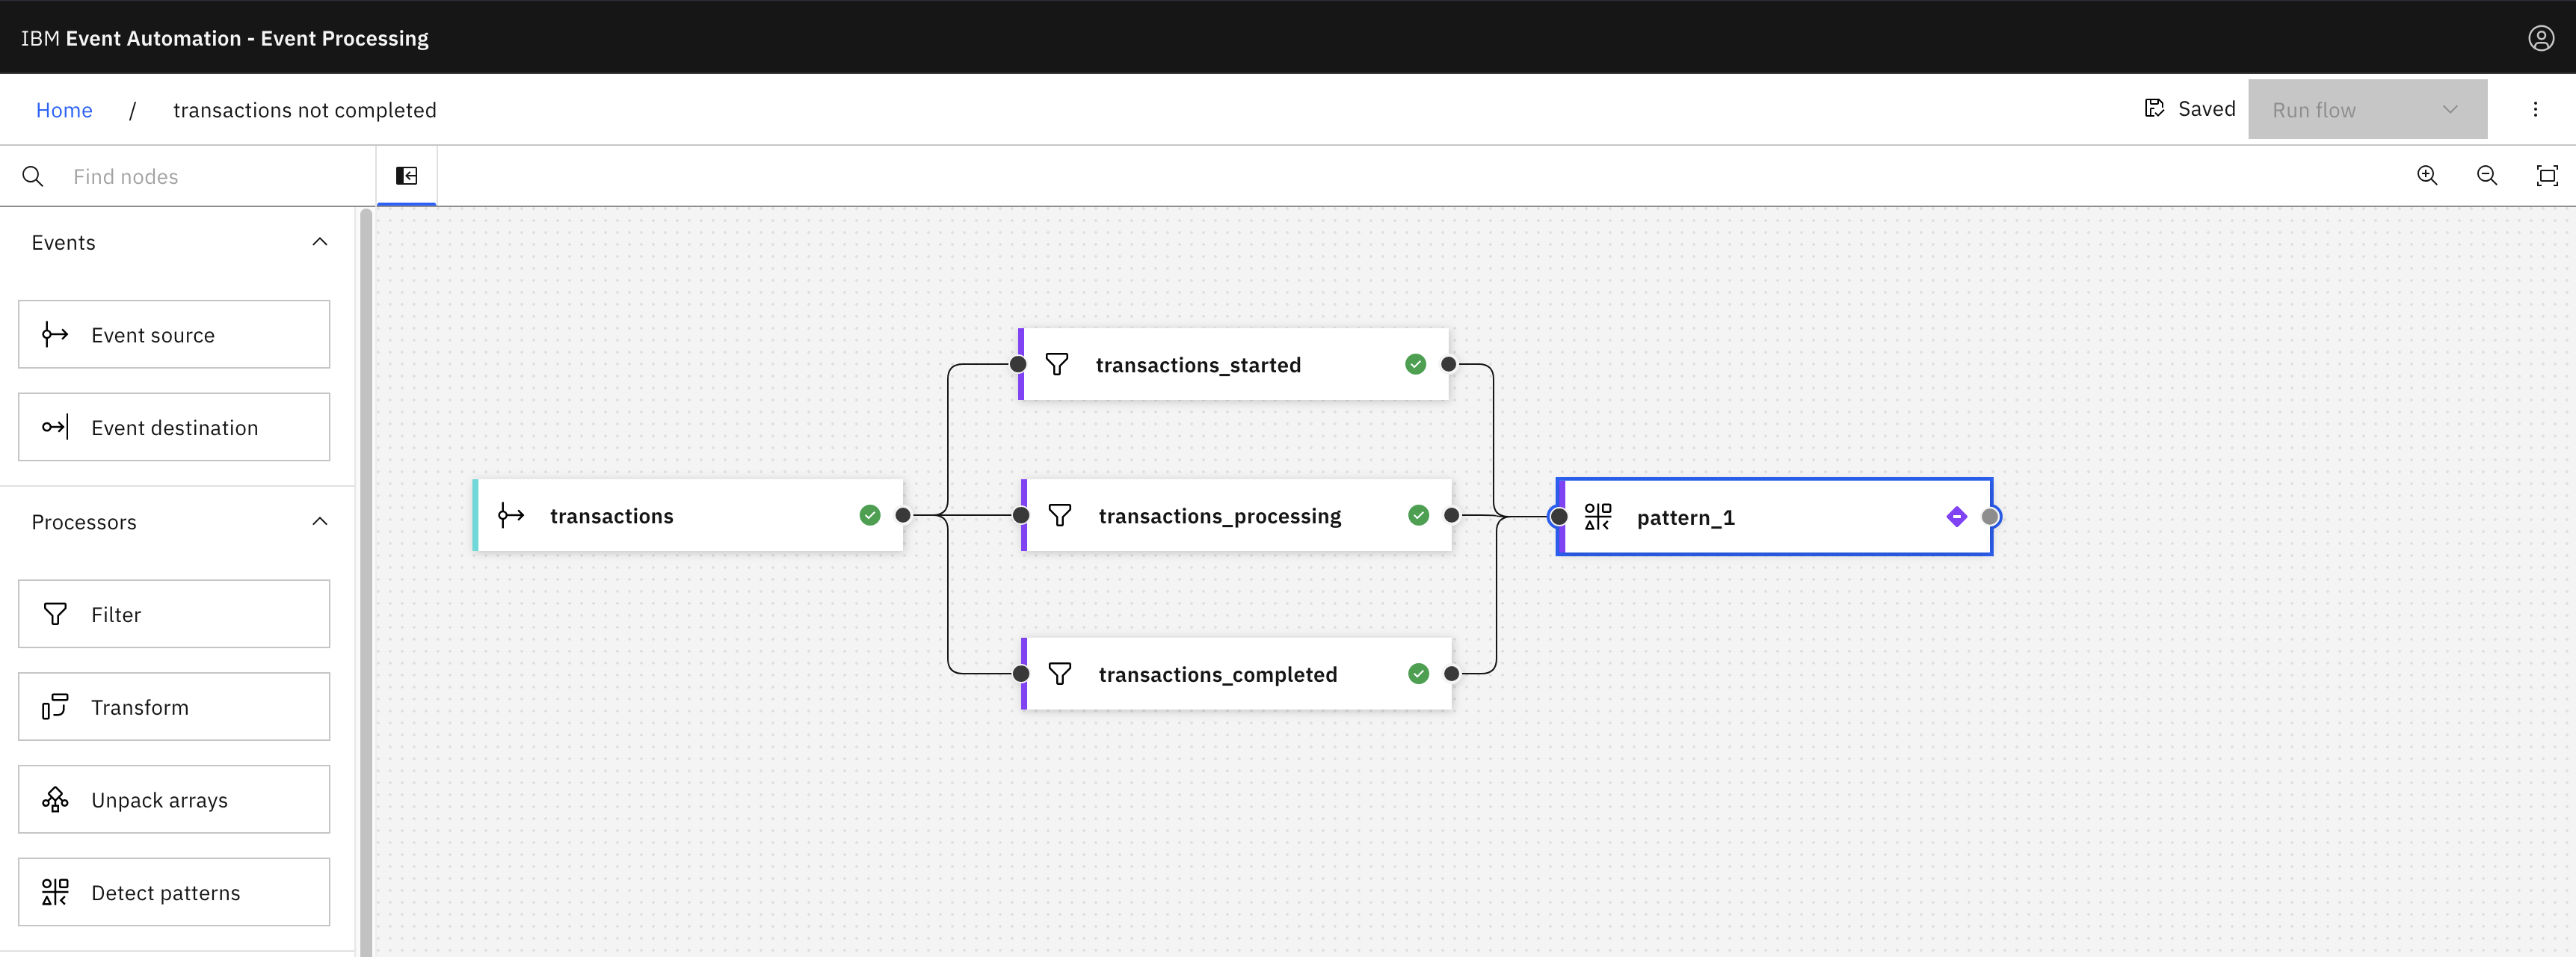 IBM Event Automation - Event Processing
Home / transactions not completed
Saved
Run flow
Find nodes
Events
Event source
Event destination
Processors
Filter
Transform
Unpack arrays
Detect patterns
transactions
transactions_started
transactions_processing
transactions_completed
pattern_1